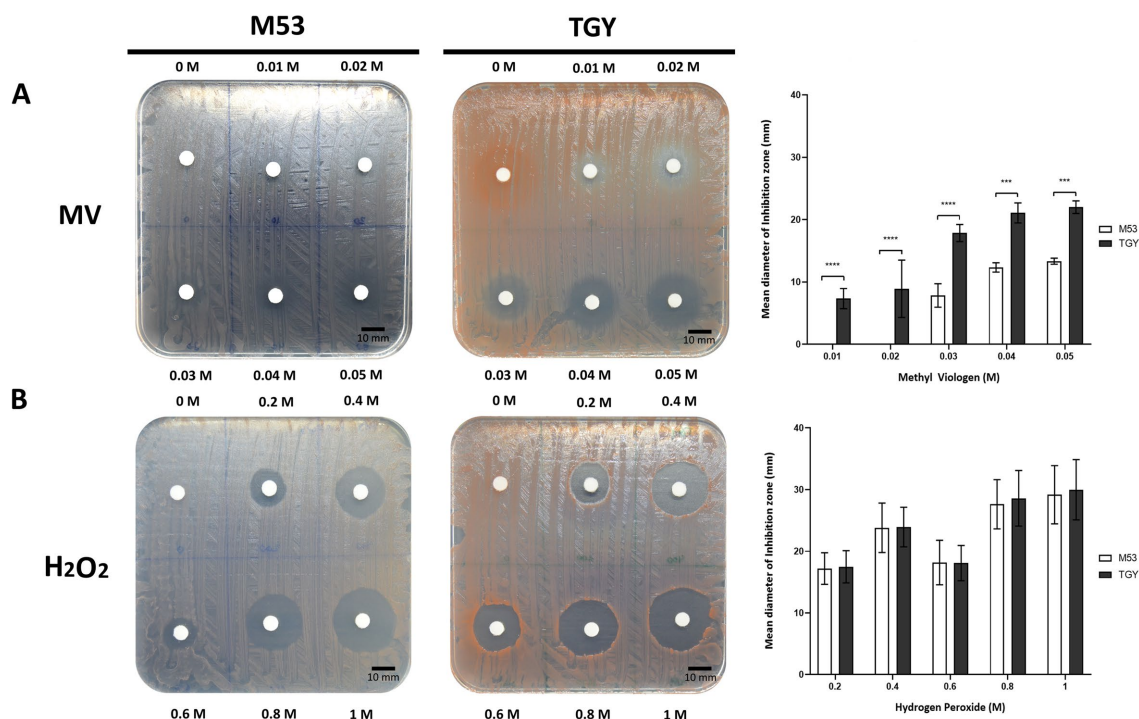 M53 TGY
0 M 0.01 M 0.02 M 0 M 0.01 M 0.02 M
A
MV
10 mm 10 mm
0.03 M 0.04 M 0.05 M 0.03 M 0.04 M 0.05 M
Mean diameter of Inhibition zone (mm)
40
30
20
10
0
**** **** **** *** ***
0.01 0.02 0.03 0.04 0.05
Methyl Viologen (M)
M53
TGY
B
0 M 0.2 M 0.4 M 0 M 0.2 M 0.4 M
H2O2
10 mm 10 mm
0.6 M 0.8 M 1 M 0.6 M 0.8 M 1 M
Mean diameter of Inhibition zone (mm)
40
30
20
10
0
0.2 0.4 0.6 0.8 1
Hydrogen Peroxide (M)
M53
TGY